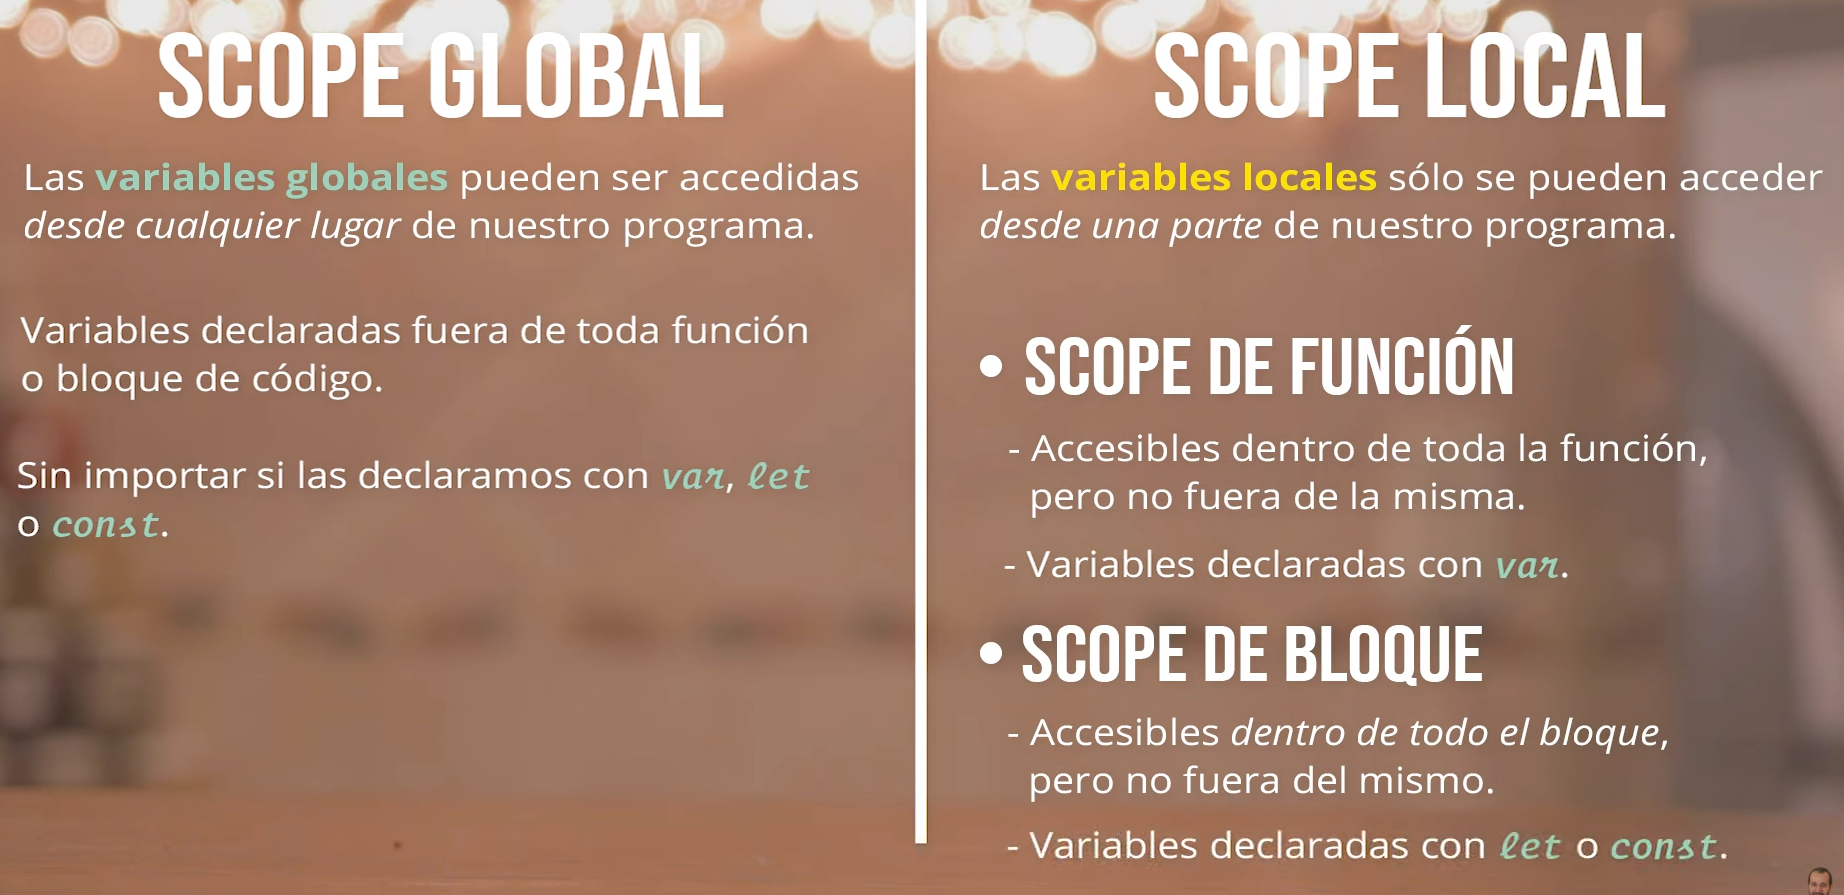 SCOPE GLOBAL
Las variables globales pueden ser accedidas
desde cualquier lugar de nuestro programa.
Variables declaradas fuera de toda función
o bloque de código.
Sin importar si las declaramos con var, let
o const.
SCOPE LOCAL
Las variables locales sólo se pueden acceder
desde una parte de nuestro programa.
• SCOPE DE FUNCIÓN
- Accesibles dentro de toda la función,
pero no fuera de la misma.
- Variables declaradas con var.
• SCOPE DE BLOQUE
- Accesibles dentro de todo el bloque,
pero no fuera del mismo.
- Variables declaradas con let o const.